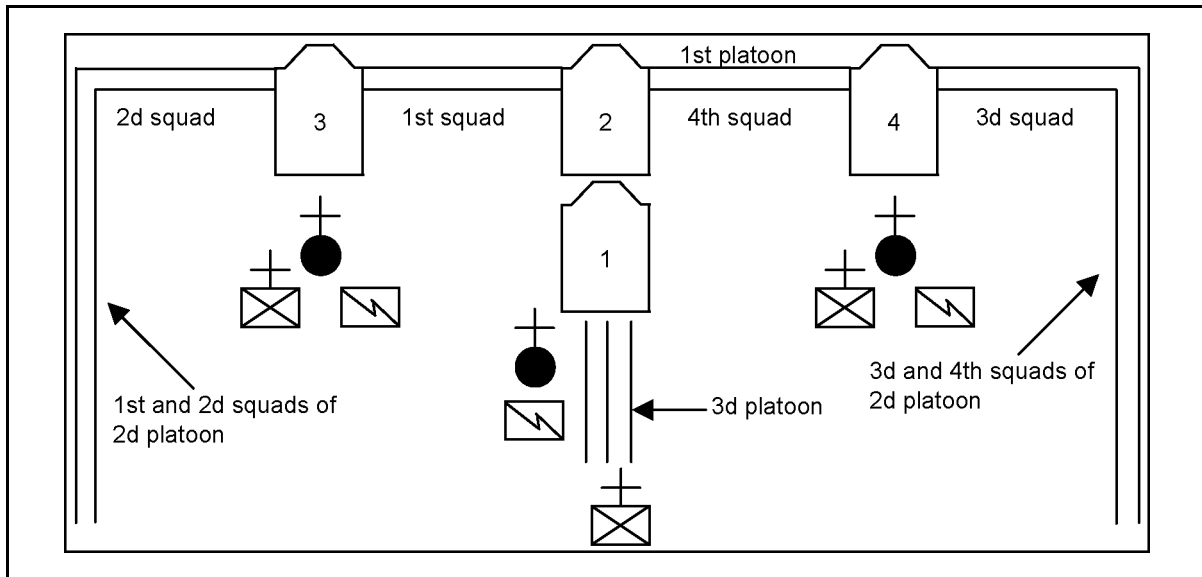 1st platoon
2d squad
3
1st squad
2
4th squad
4
3d squad
1
1st and 2d squads of
2d platoon
3d platoon
3d and 4th squads of
2d platoon